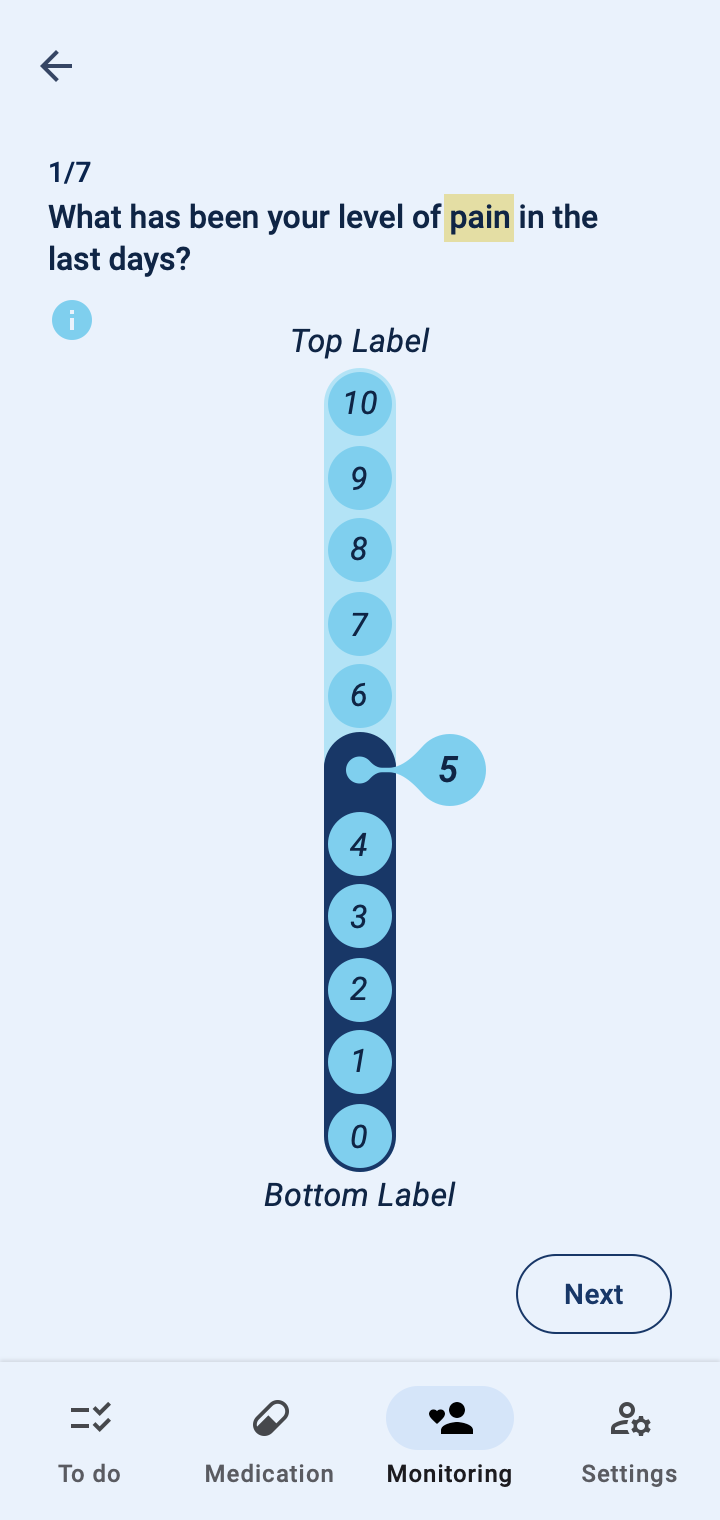 1/7
What has been your level of pain in the
last days?
i
Top Label
10
9
8
7
6
5
4
3
2
1
0
Bottom Label
Next
To do
Medication
Monitoring
Settings